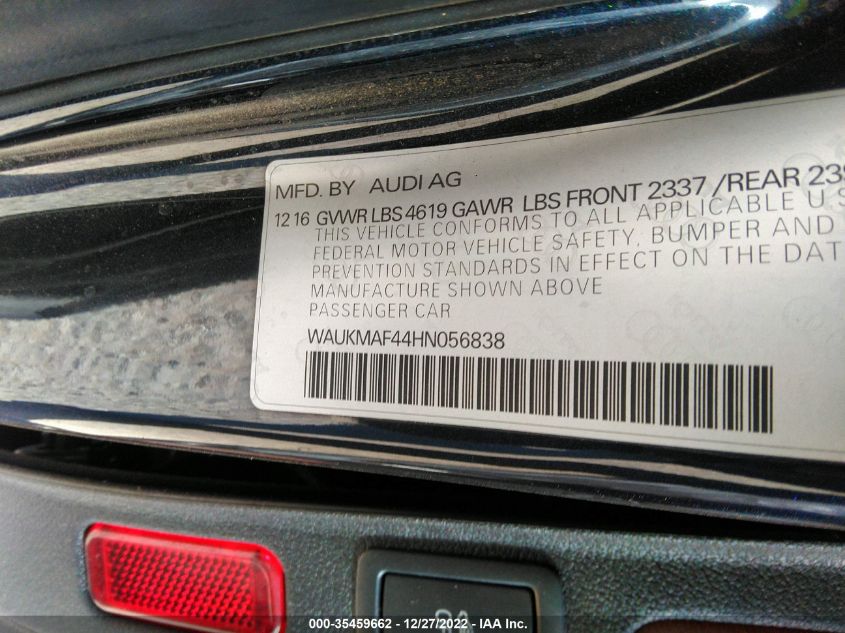 MFD. BY AUDI AG
12 16 GVWR LBS 4619 GAWR LBS FRONT 2337 /REAR 239
THIS VEHICLE CONFORMS TO ALL APPLICABLE U S
FEDERAL MOTOR VEHICLE SAFETY, BUMPER AND
PREVENTION STANDARDS IN EFFECT ON THE DAT
MANUFACTURE SHOWN ABOVE
PASSENGER CAR
WAUKMAF44HN056838
000-35459662 - 12/27/2022 - IAA Inc.